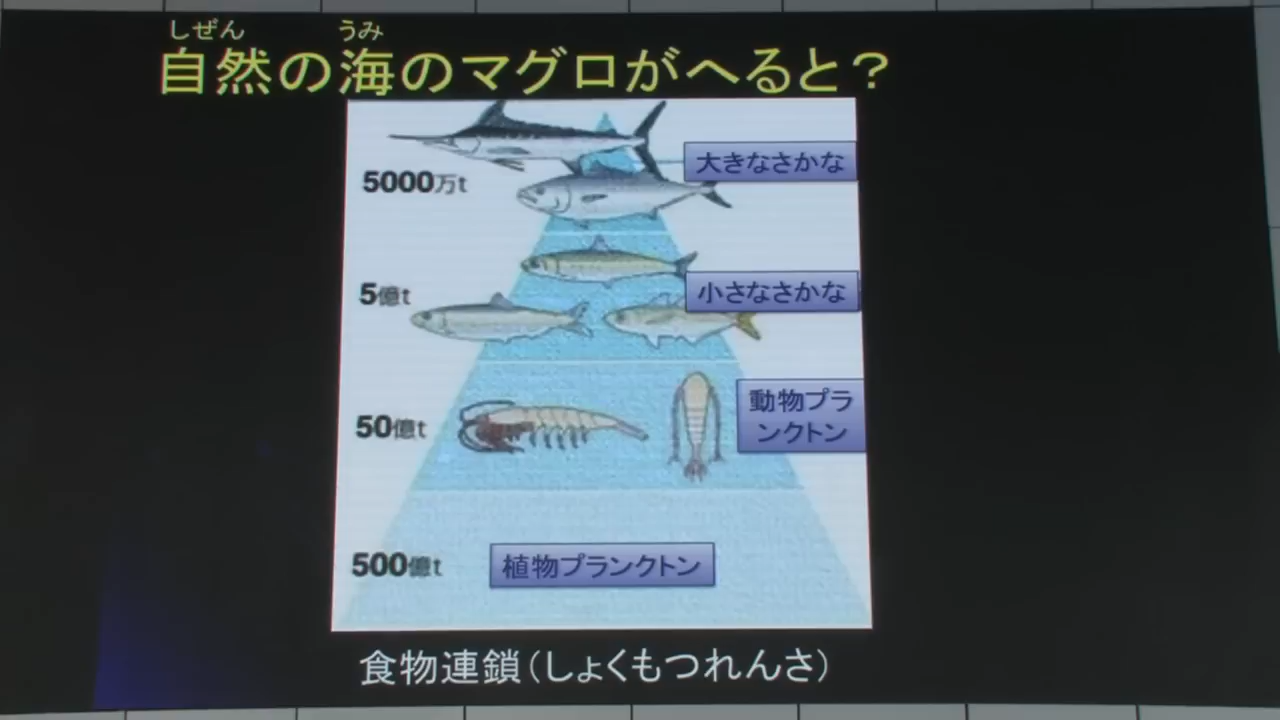 しぜん うみ
自然の海のマグロがへると？
大きなさかな
5000万t
小さなさかな
5億t
動物プラ
ンクトン
50億t
500億t
植物プランクトン
食物連鎖（しょくもつれんさ）